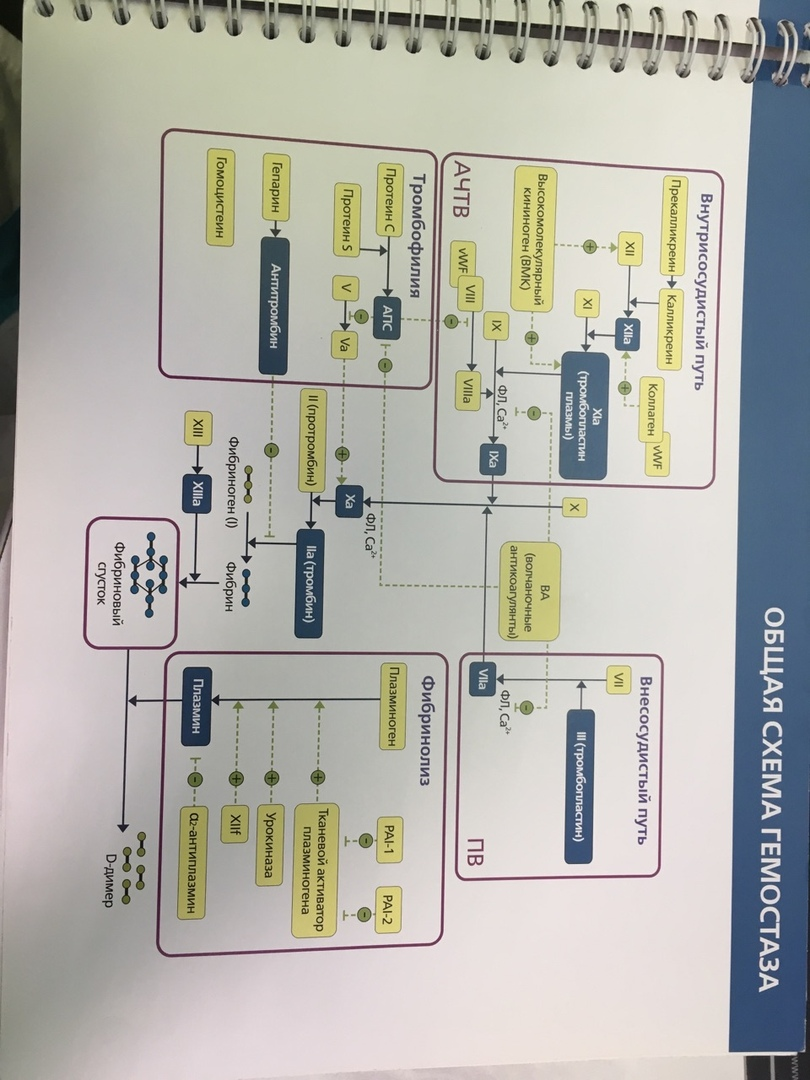 ОБЩАЯ СХЕМА ГЕМОСТАЗА
Внутрисосудистый путь
Прекалликреин
Калликреин
Коллаген
vWF
XII
+
XIIa
+
XI
XIa
(тромбопластин
плазмы)
Высокомолекулярный
кининоген (ВМК)
+
-
IX
ФЛ, Ca²⁺
IXa
vWF
VIII
VIIIa
-
АЧТВ
X
ВА
(волчаночные
антикоагулянты)
Внесосудистый путь
VII
III (тромбопластин)
-
ФЛ, Ca²⁺
VIIa
ПВ
Тромбофилия
Протеин C
АПС
-
Протеин S
V
-
Va
+
Гепарин
Антитромбин
-
Гомоцистеин
ФЛ, Ca²⁺
Xa
II (протромбин)
IIa (тромбин)
Фибриноген (I)
Фибрин
XIII
XIIIa
Фибриновый
сгусток
Фибринолиз
Плазминоген
PAI-1
PAI-2
-
-
+
Тканевой активатор
плазминогена
+
Урокиназа
+
XIIf
Плазмин
-
α₂-антиплазмин
D-димер
www